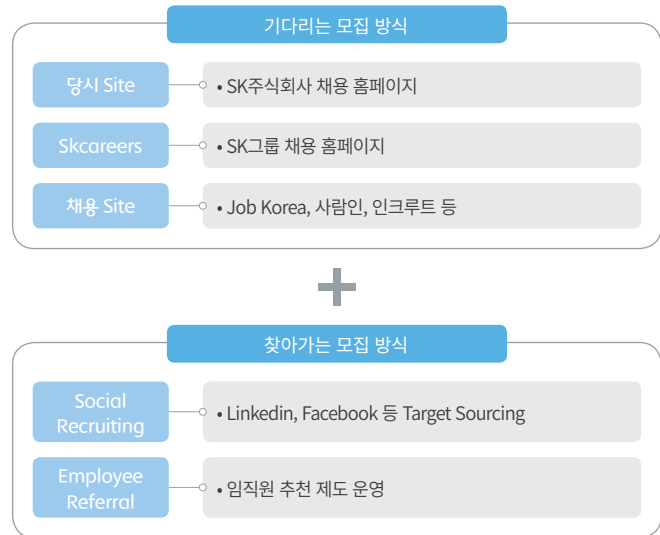 기다리는 모집 방식
당시 Site
• SK주식회사 채용 홈페이지
Skcareers
• SK그룹 채용 홈페이지
채용 Site
• Job Korea, 사람인, 인크루트 등
+
찾아가는 모집 방식
Social
Recruiting
• Linkedin, Facebook 등 Target Sourcing
Employee
Referral
• 임직원 추천 제도 운영